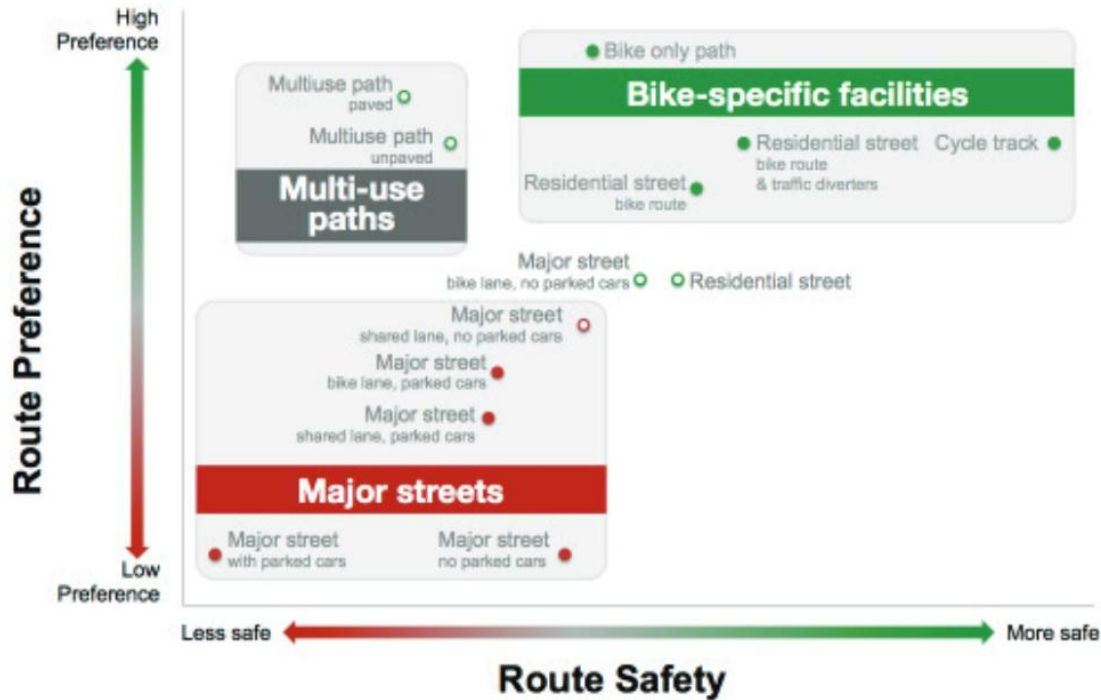 High
Preference
Bike only path
Bike-specific facilities
Multiuse path
paved
Multiuse path
unpaved
Multi-use
paths
Residential street
bike route
& traffic diverters
Cycle track
Residential street
bike route
Major street
bike lane, no parked cars
Residential street
Major street
shared lane, no parked cars
Major street
bike lane, parked cars
Major street
shared lane, parked cars
Major streets
Major street
with parked cars
Major street
no parked cars
Route Preference
Low
Preference
Less safe
More safe
Route Safety